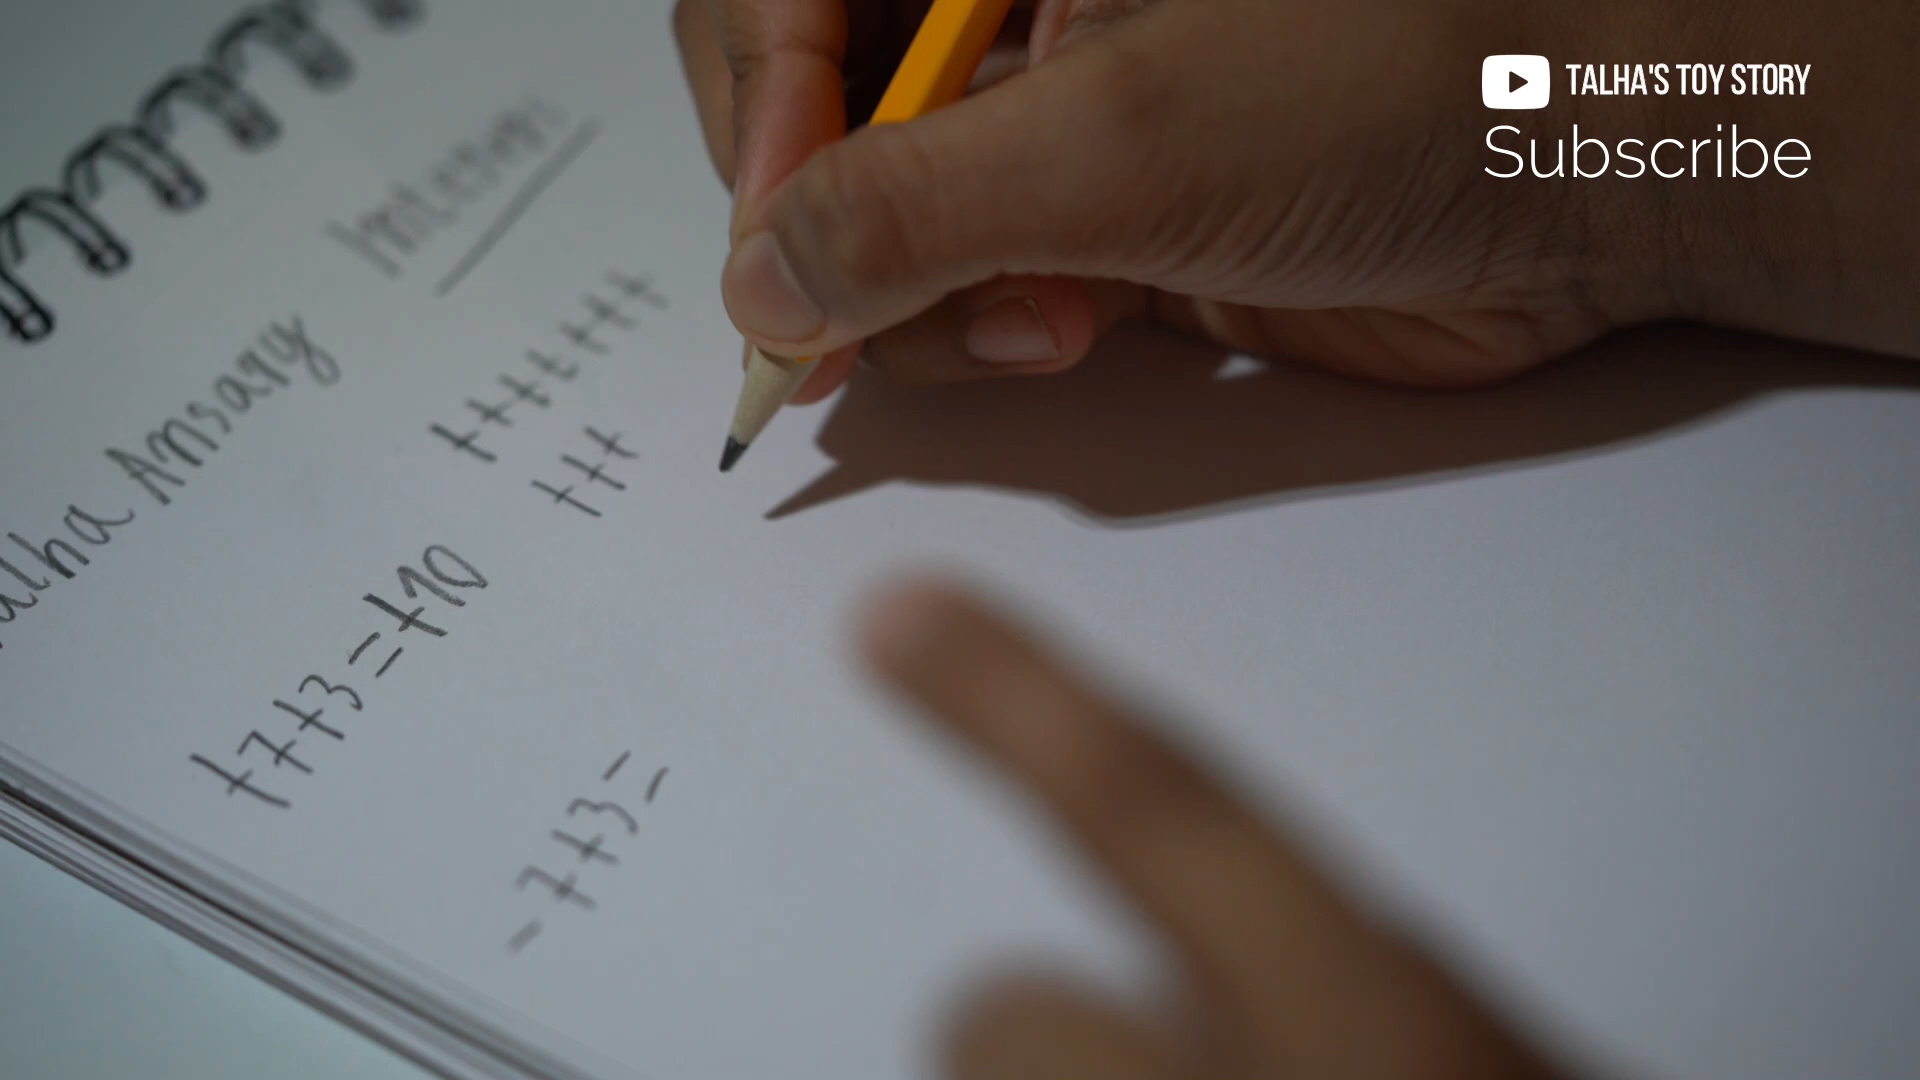 TALHA'S TOY STORY
Subscribe
Integers
alha Ansary
+ + + + + + +
+ + +
+7+3=+10
-7+3=